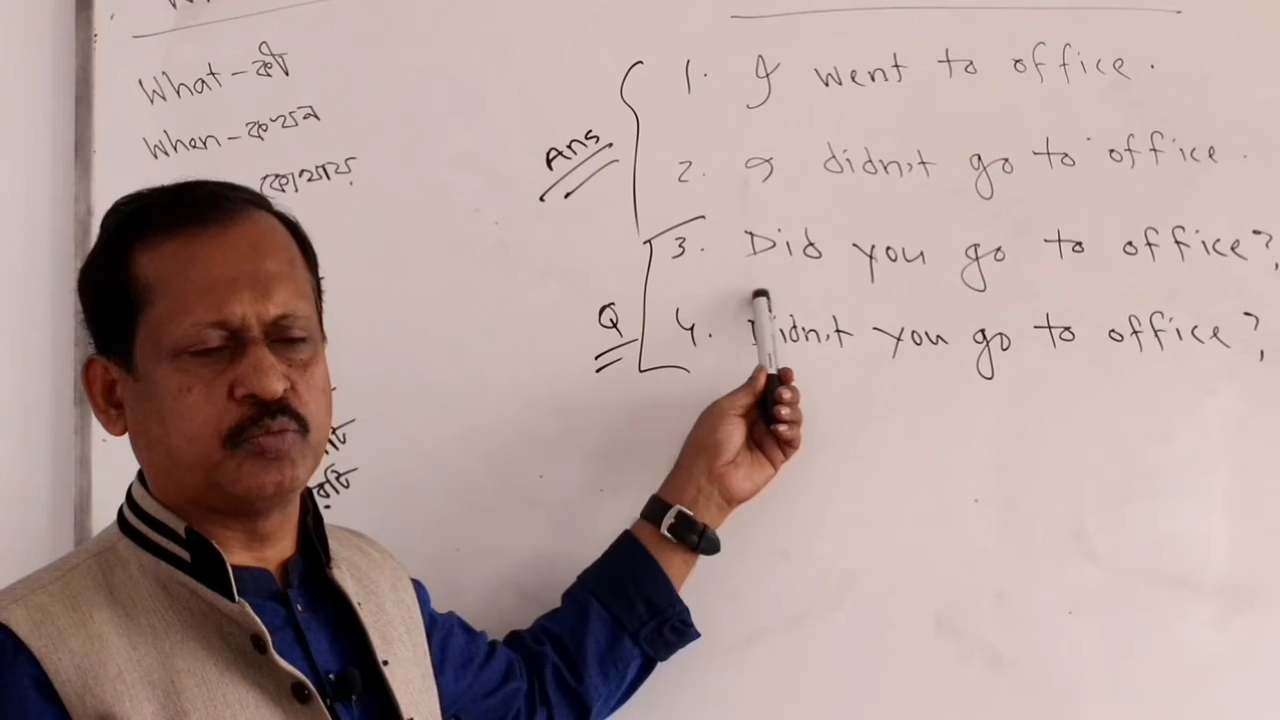 What - কী
When - কখন
কোথায়
Ans
1. I went to office.
2. I didn't go to office.
Q
3. Did you go to office?
4. Didn't you go to office?